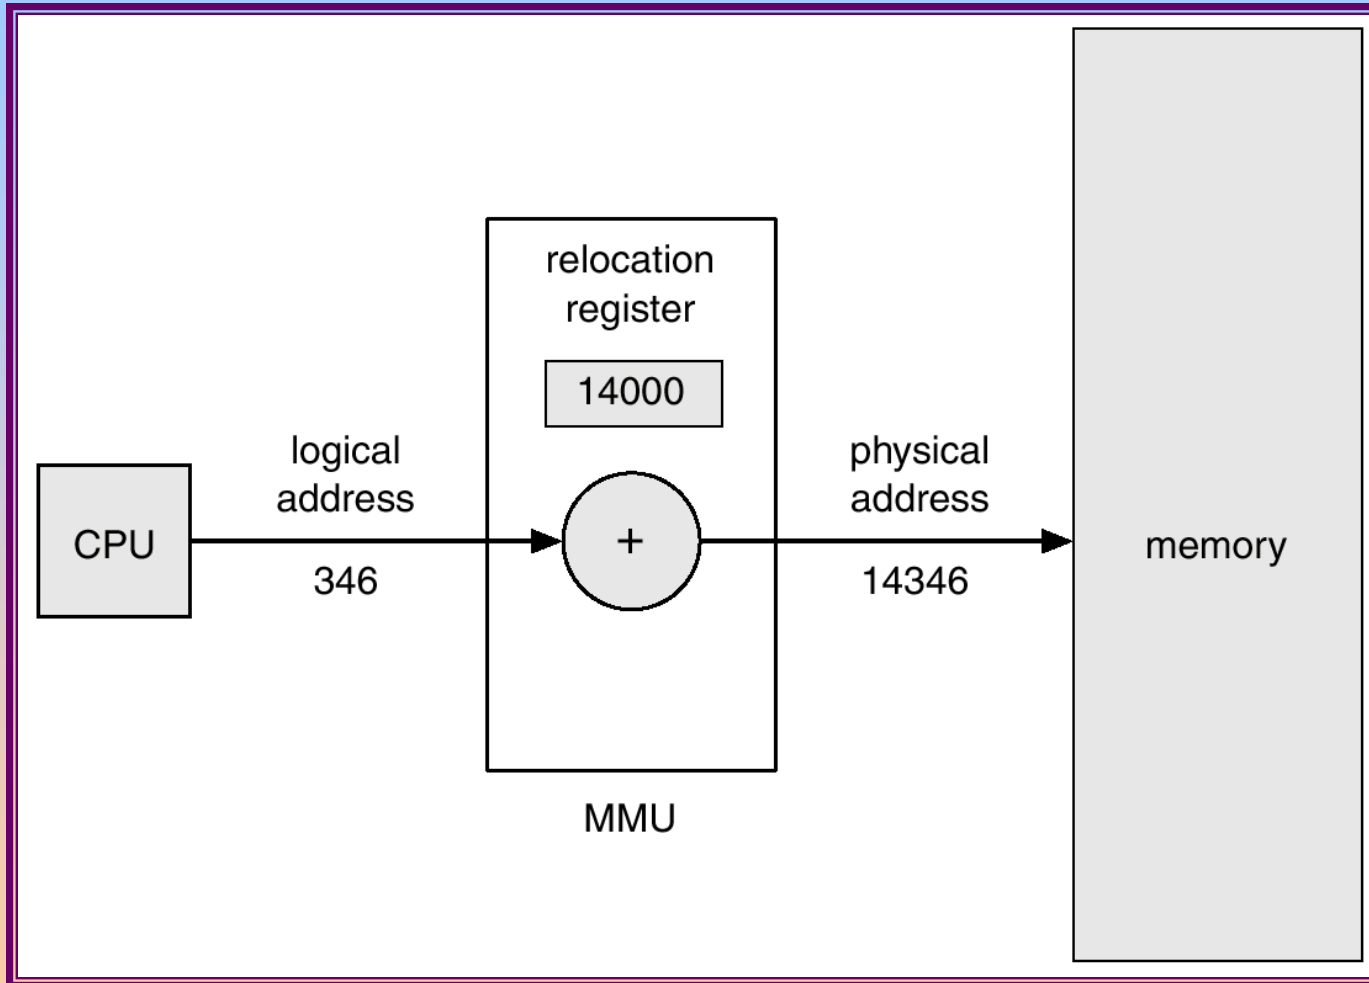 relocation
register
14000
logical
address
physical
address
CPU
+
memory
346
14346
MMU